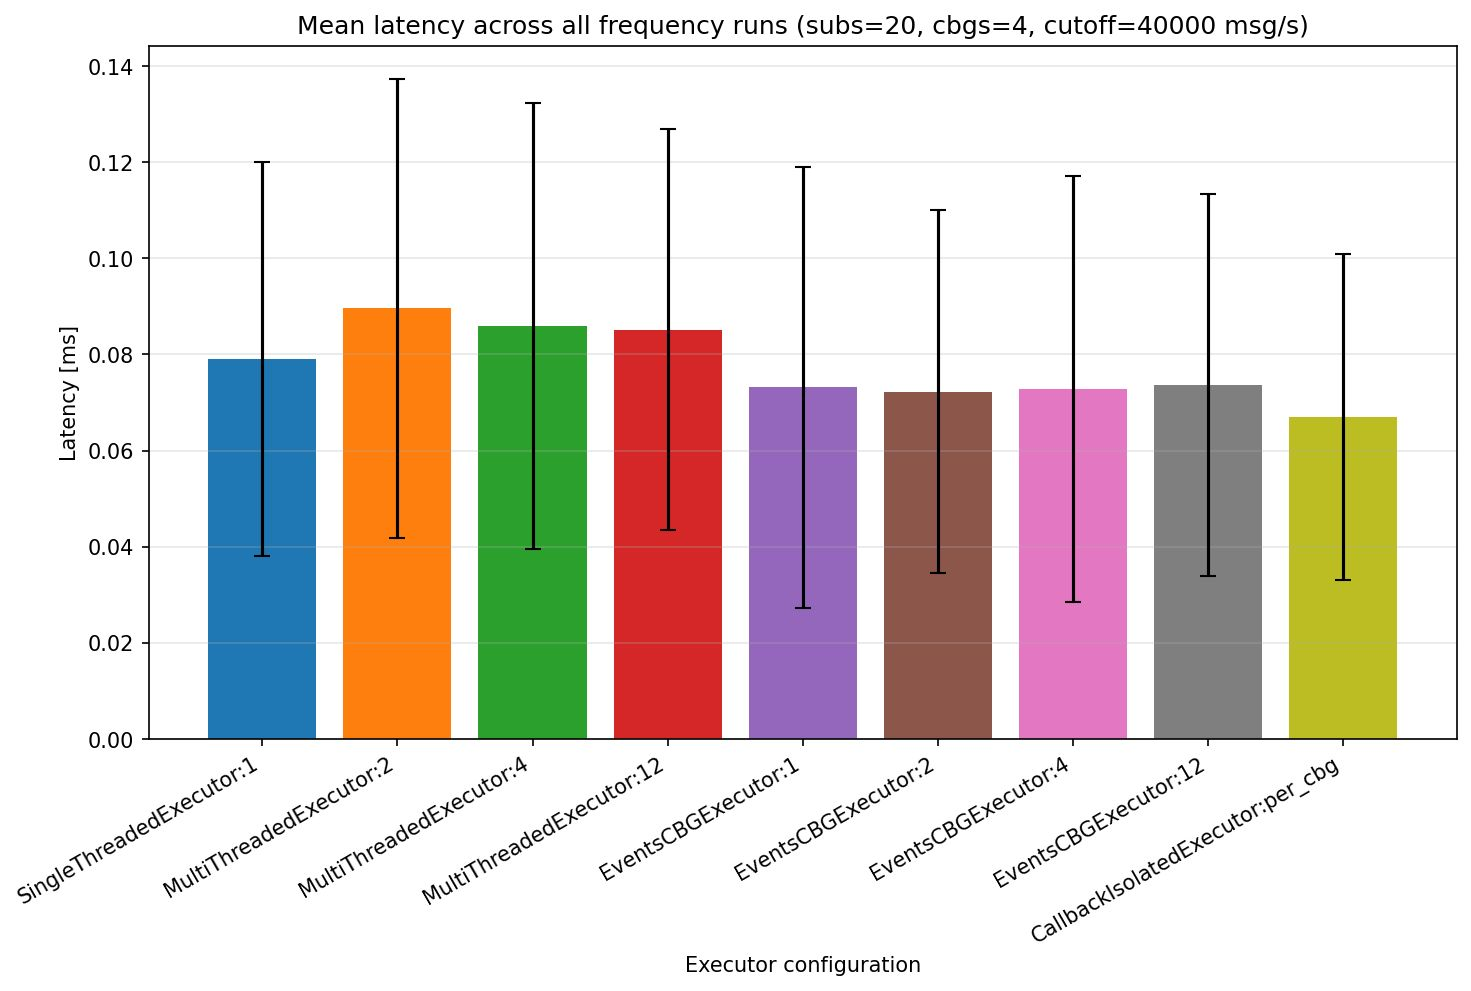 Mean latency across all frequency runs (subs=20, cbgs=4, cutoff=40000 msg/s)
Latency [ms]
0.14
0.12
0.10
0.08
0.06
0.04
0.02
0.00
SingleThreadedExecutor:1
MultiThreadedExecutor:2
MultiThreadedExecutor:4
MultiThreadedExecutor:12
EventsCBGExecutor:1
EventsCBGExecutor:2
EventsCBGExecutor:4
EventsCBGExecutor:12
CallbackIsolatedExecutor:per_cbg
Executor configuration